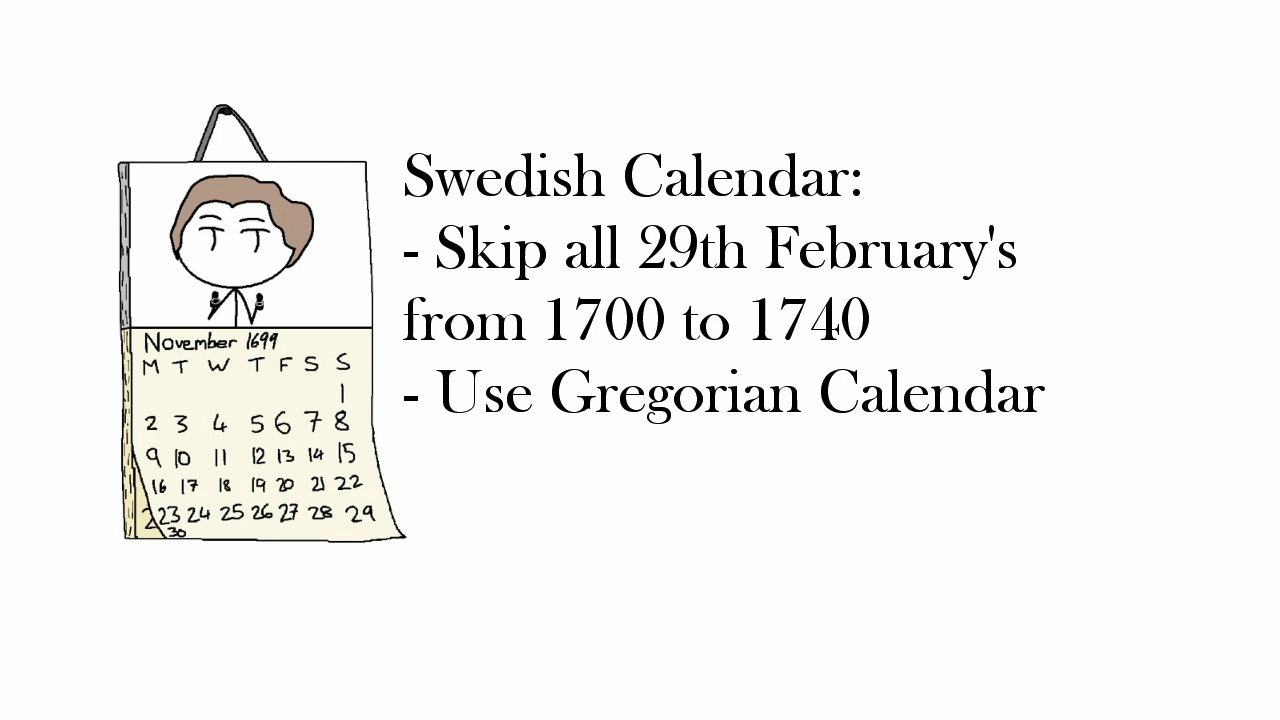 Swedish Calendar:
- Skip all 29th February's
from 1700 to 1740
- Use Gregorian Calendar
November 1699
M T W T F S S
1
2 3 4 5 6 7 8
9 10 11 12 13 14 15
16 17 18 19 20 21 22
2 23 24 25 26 27 28 29
30